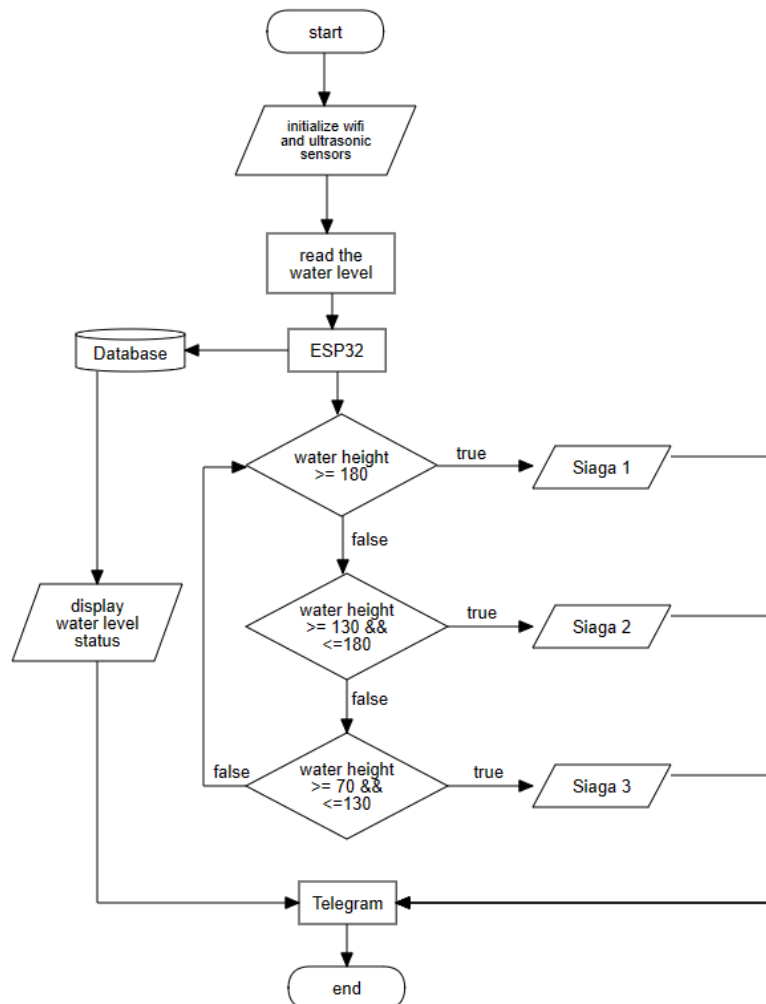 start
initialize wifi
and ultrasonic
sensors
read the
water level
Database
ESP32
water height
>= 180
true
Siaga 1
false
display
water level
status
water height
>= 130 &&
<=180
true
Siaga 2
false
water height
>= 70 &&
<=130
false
true
Siaga 3
Telegram
end